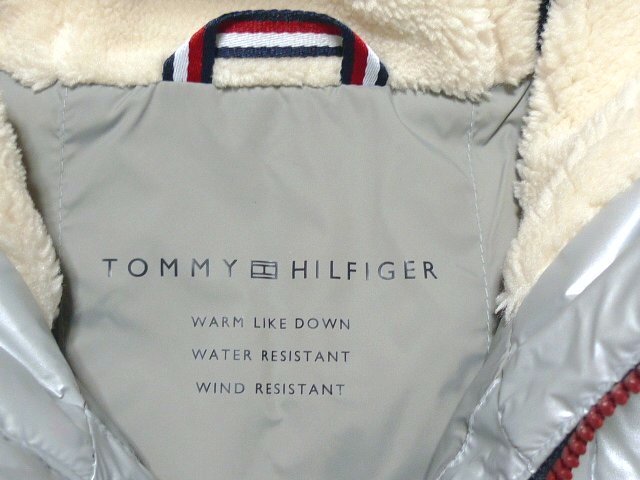 TOMMY HILFIGER
WARM LIKE DOWN
WATER RESISTANT
WIND RESISTANT